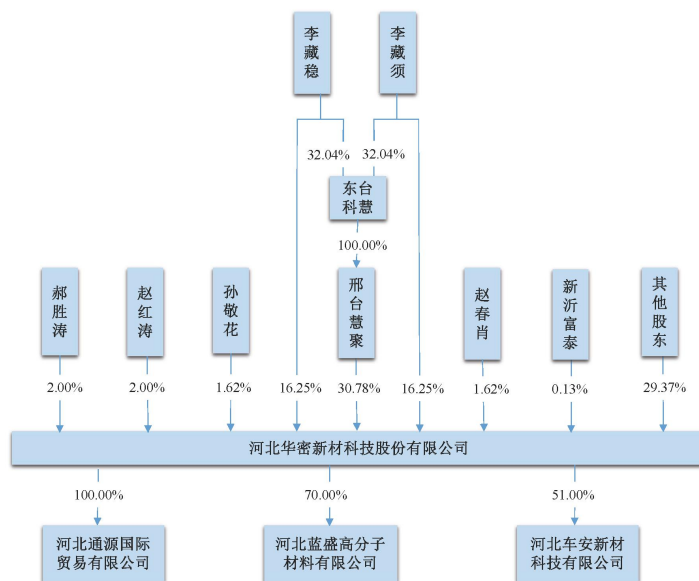 李藏稳
李藏须
32.04%
32.04%
东台
科慧
100.00%
郝胜涛
赵红涛
孙敬花
邢台慧聚
赵春肖
新沂富泰
其他股东
2.00%
2.00%
1.62%
16.25%
30.78%
16.25%
1.62%
0.13%
29.37%
河北华密新材科技股份有限公司
100.00%
70.00%
51.00%
河北通源国际
贸易有限公司
河北蓝盛高分子
材料有限公司
河北车安新材
科技有限公司